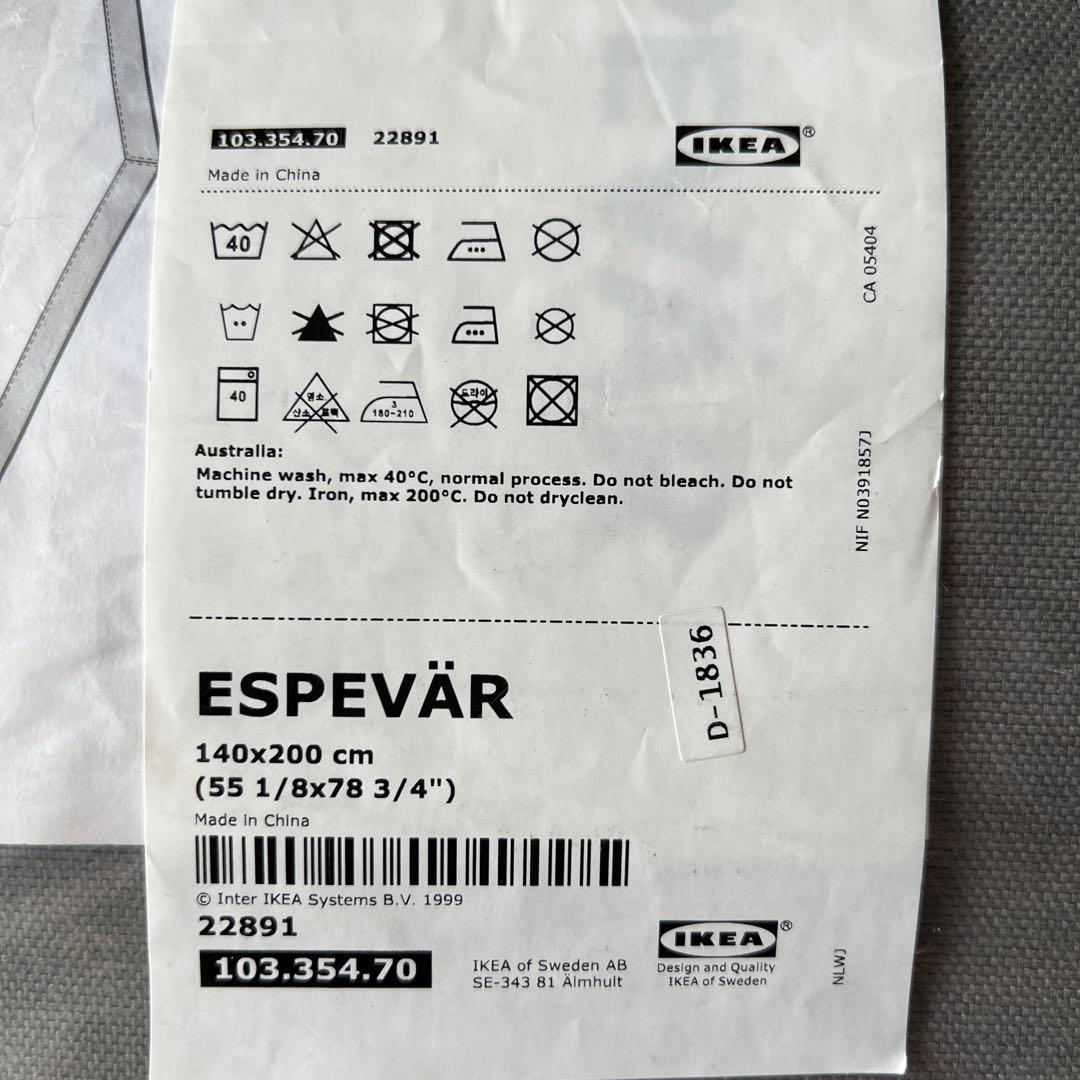 103.354.70 22891 IKEA®
Made in China
40
40
염소
산소 표백
3
180~210
드라이
CA 05404
Australia:
Machine wash, max 40°C, normal process. Do not bleach. Do not
tumble dry. Iron, max 200°C. Do not dryclean.
NIF N0391857J
D-1836
ESPEVÄR
140x200 cm
(55 1/8x78 3/4")
Made in China
© Inter IKEA Systems B.V. 1999
22891
103.354.70
IKEA of Sweden AB
SE-343 81 Älmhult
IKEA®
Design and Quality
IKEA of Sweden
NLWJ